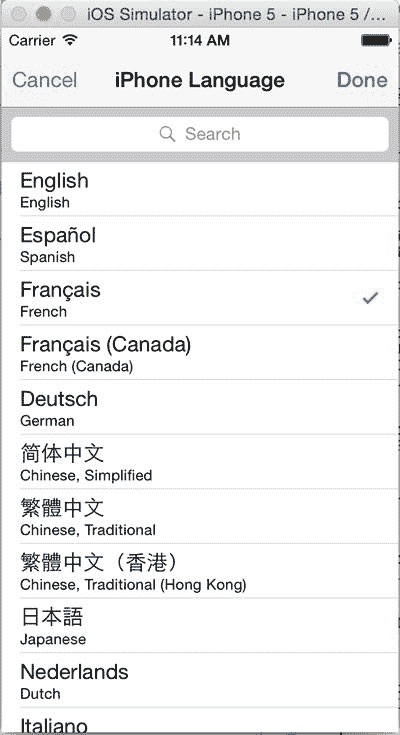 iOS Simulator - iPhone 5 - iPhone 5 /...
Carrier 11:14 AM
Cancel iPhone Language Done
Search
English
English
Español
Spanish
Français
French
Français (Canada)
French (Canada)
Deutsch
German
简体中文
Chinese, Simplified
繁體中文
Chinese, Traditional
繁體中文（香港）
Chinese, Traditional (Hong Kong)
日本語
Japanese
Nederlands
Dutch
Italiano